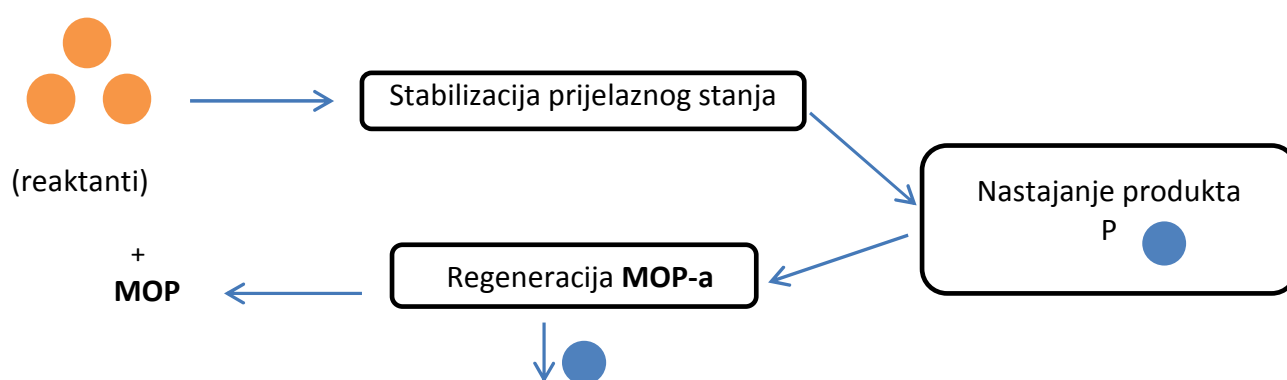 Stabilizacija prijelaznog stanja
(reaktanti)
Nastajanje produkta
P
+
MOP
Regeneracija MOP-a